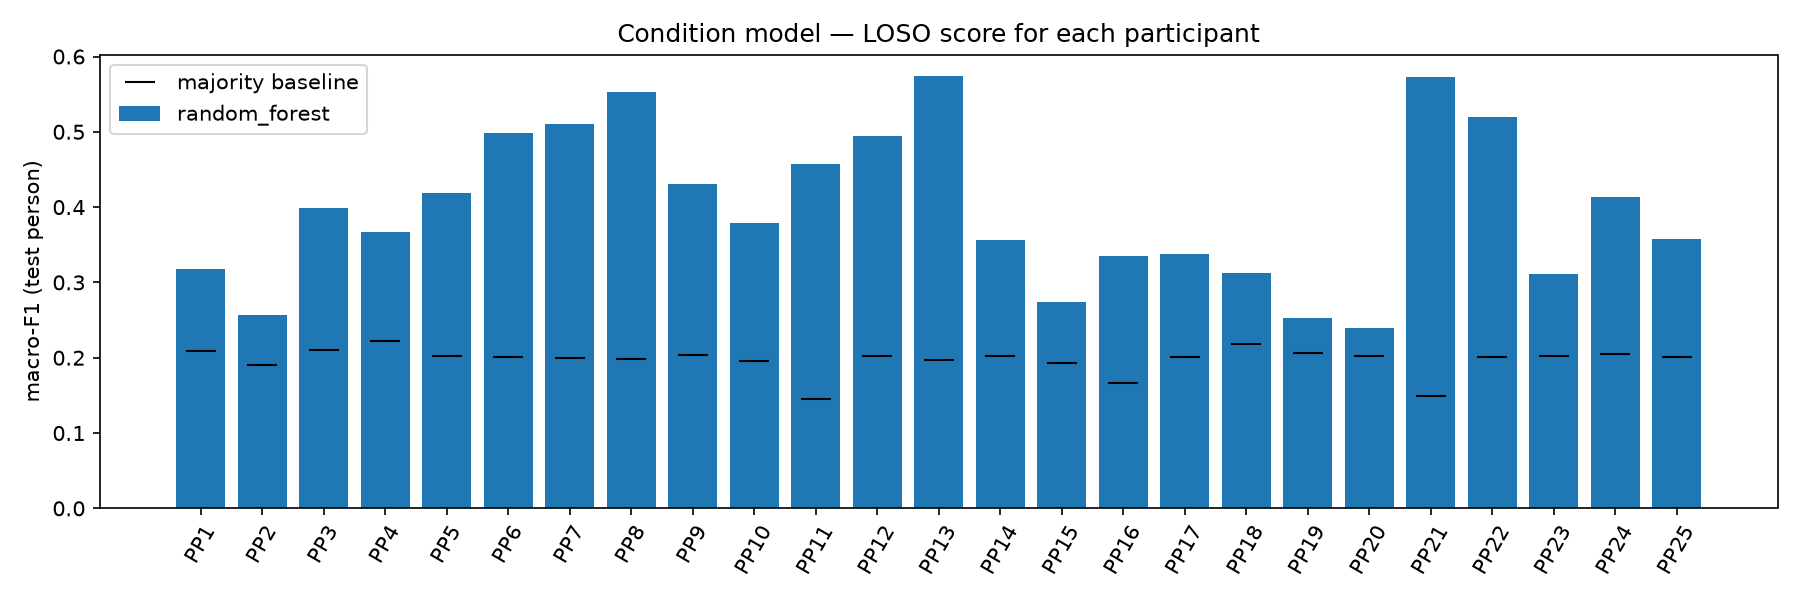 Condition model — LOSO score for each participant
majority baseline
random_forest
macro-F1 (test person)
0.6
0.5
0.4
0.3
0.2
0.1
0.0
PP1 PP2 PP3 PP4 PP5 PP6 PP7 PP8 PP9 PP10 PP11 PP12 PP13 PP14 PP15 PP16 PP17 PP18 PP19 PP20 PP21 PP22 PP23 PP24 PP25